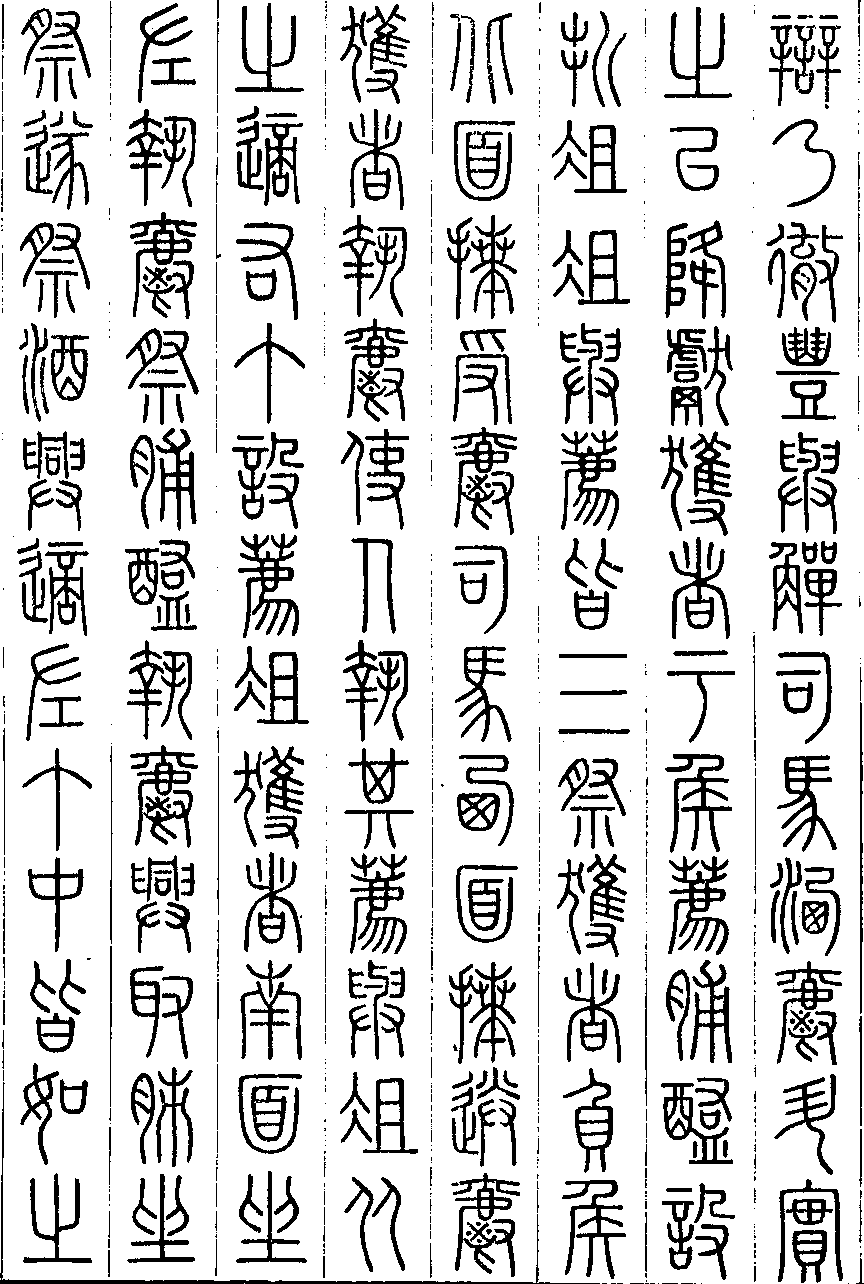 辯乃徹豐與觶司馬洒爵升實
之以降獻獲者于侯薦脯醢設
折俎俎與薦皆三祭獲者負侯
北面拜受爵司馬西面拜送爵
獲者執爵使人執其薦與俎從
之適右个設薦俎獲者南面坐
左執爵祭脯醢執爵興取肺坐
祭遂祭酒興適左个中皆如之